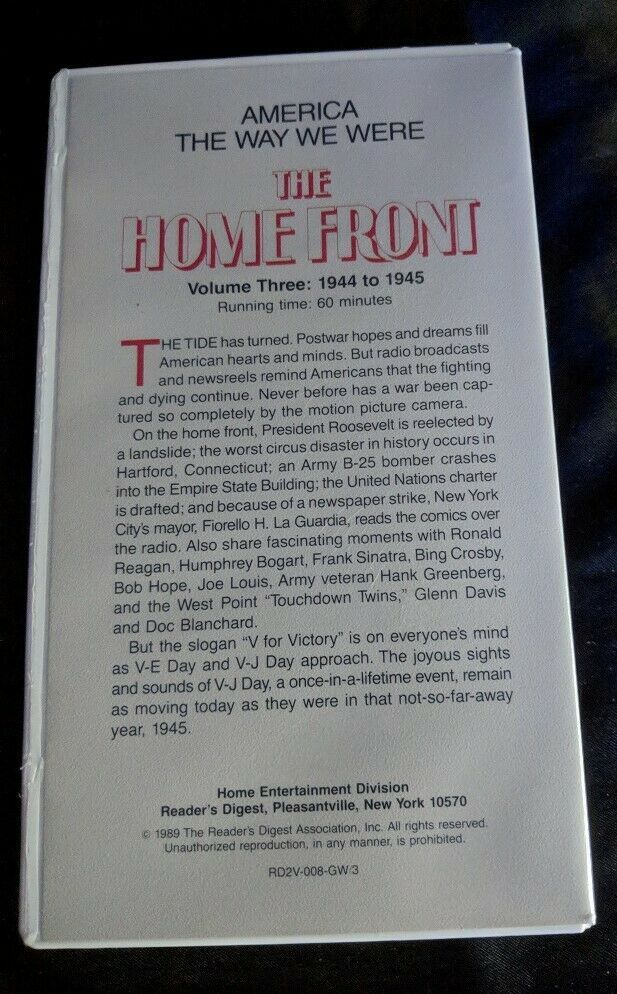 AMERICA
THE WAY WE WERE
THE
HOME FRONT
Volume Three: 1944 to 1945
Running time: 60 minutes
THE TIDE has turned. Postwar hopes and dreams fill
American hearts and minds. But radio broadcasts
and newsreels remind Americans that the fighting
and dying continue. Never before has a war been cap-
tured so completely by the motion picture camera.
On the home front, President Roosevelt is reelected by
a landslide; the worst circus disaster in history occurs in
Hartford, Connecticut; an Army B-25 bomber crashes
into the Empire State Building; the United Nations charter
is drafted; and because of a newspaper strike, New York
City's mayor, Fiorello H. La Guardia, reads the comics over
the radio. Also share fascinating moments with Ronald
Reagan, Humphrey Bogart, Frank Sinatra, Bing Crosby,
Bob Hope, Joe Louis, Army veteran Hank Greenberg,
and the West Point "Touchdown Twins," Glenn Davis
and Doc Blanchard.
But the slogan "V for Victory" is on everyone's mind
as V-E Day and V-J Day approach. The joyous sights
and sounds of V-J Day, a once-in-a-lifetime event, remain
as moving today as they were in that not-so-far-away
year, 1945.
Home Entertainment Division
Reader's Digest, Pleasantville, New York 10570
© 1989 The Reader's Digest Association, Inc. All rights reserved.
Unauthorized reproduction, in any manner, is prohibited.
RD2V-008-GW/3